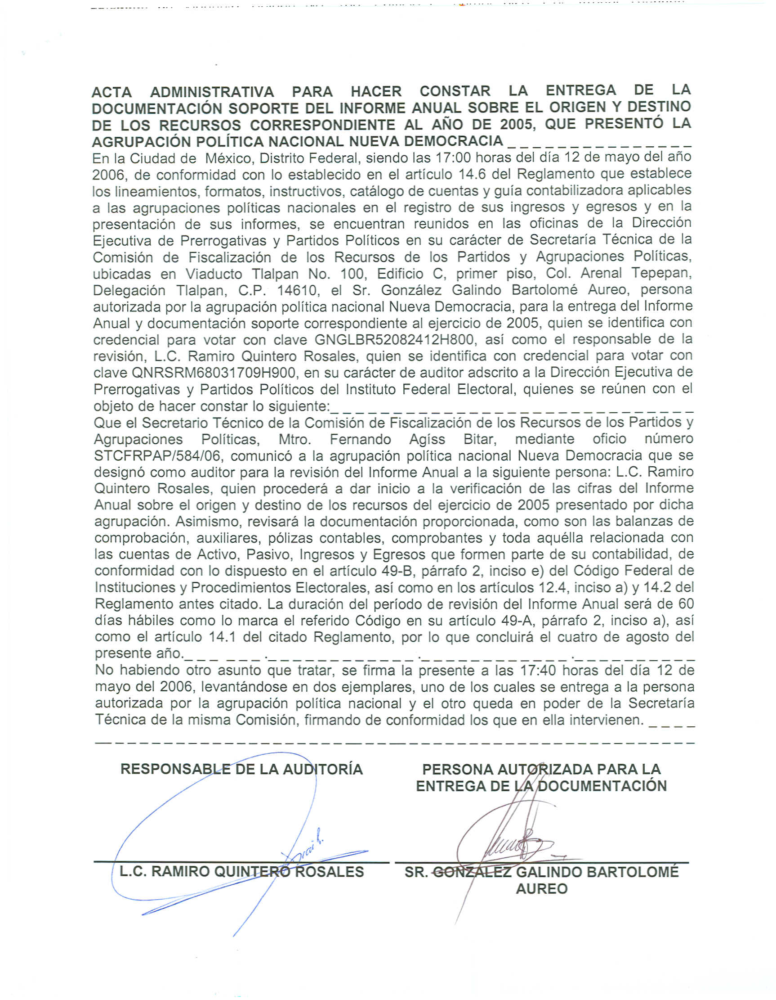 ACTA ADMINISTRATIVA PARA HACER CONSTAR LA ENTREGA DE LA
DOCUMENTACIÓN SOPORTE DEL INFORME ANUAL SOBRE EL ORIGEN Y DESTINO
DE LOS RECURSOS CORRESPONDIENTE AL AÑO DE 2005, QUE PRESENTÓ LA
AGRUPACIÓN POLÍTICA NACIONAL NUEVA DEMOCRACIA _ _ _ _ _ _ _ _ _ _ _ _ _ _ _
En la Ciudad de México, Distrito Federal, siendo las 17:00 horas del día 12 de mayo del año
2006, de conformidad con lo establecido en el artículo 14.6 del Reglamento que establece
los lineamientos, formatos, instructivos, catálogo de cuentas y guía contabilizadora aplicables
a las agrupaciones políticas nacionales en el registro de sus ingresos y egresos y en la
presentación de sus informes, se encuentran reunidos en las oficinas de la Dirección
Ejecutiva de Prerrogativas y Partidos Políticos en su carácter de Secretaría Técnica de la
Comisión de Fiscalización de los Recursos de los Partidos y Agrupaciones Políticas,
ubicadas en Viaducto Tlalpan No. 100, Edificio C, primer piso, Col. Arenal Tepepan,
Delegación Tlalpan, C.P. 14610, el Sr. González Galindo Bartolomé Aureo, persona
autorizada por la agrupación política nacional Nueva Democracia, para la entrega del Informe
Anual y documentación soporte correspondiente al ejercicio de 2005, quien se identifica con
credencial para votar con clave GNGLBR52082412H800, así como el responsable de la
revisión, L.C. Ramiro Quintero Rosales, quien se identifica con credencial para votar con
clave QNRSRM68031709H900, en su carácter de auditor adscrito a la Dirección Ejecutiva de
Prerrogativas y Partidos Políticos del Instituto Federal Electoral, quienes se reúnen con el
objeto de hacer constar lo siguiente:_ _ _ _ _ _ _ _ _ _ _ _ _ _ _ _ _ _ _ _ _ _ _ _ _ _ _ _ _
Que el Secretario Técnico de la Comisión de Fiscalización de los Recursos de los Partidos y
Agrupaciones Políticas, Mtro. Fernando Agíss Bitar, mediante oficio número
STCFRPAP/584/06, comunicó a la agrupación política nacional Nueva Democracia que se
designó como auditor para la revisión del Informe Anual a la siguiente persona: L.C. Ramiro
Quintero Rosales, quien procederá a dar inicio a la verificación de las cifras del Informe
Anual sobre el origen y destino de los recursos del ejercicio de 2005 presentado por dicha
agrupación. Asimismo, revisará la documentación proporcionada, como son las balanzas de
comprobación, auxiliares, pólizas contables, comprobantes y toda aquélla relacionada con
las cuentas de Activo, Pasivo, Ingresos y Egresos que formen parte de su contabilidad, de
conformidad con lo dispuesto en el artículo 49-B, párrafo 2, inciso e) del Código Federal de
Instituciones y Procedimientos Electorales, así como en los artículos 12.4, inciso a) y 14.2 del
Reglamento antes citado. La duración del período de revisión del Informe Anual será de 60
días hábiles como lo marca el referido Código en su artículo 49-A, párrafo 2, inciso a), así
como el artículo 14.1 del citado Reglamento, por lo que concluirá el cuatro de agosto del
presente año._ _ _ _ _ _ _ ._ _ _ _ _ _ _ _ _ _ _ _ ._ _ _ _ _ _ _ _ _ _ _ _ ._ _ _ _ _ _ _ _ _ _
No habiendo otro asunto que tratar, se firma la presente a las 17:40 horas del día 12 de
mayo del 2006, levantándose en dos ejemplares, uno de los cuales se entrega a la persona
autorizada por la agrupación política nacional y el otro queda en poder de la Secretaría
Técnica de la misma Comisión, firmando de conformidad los que en ella intervienen. _ _ _ _
RESPONSABLE DE LA AUDITORÍA
L.C. RAMIRO QUINTERO ROSALES
PERSONA AUTORIZADA PARA LA
ENTREGA DE LA DOCUMENTACIÓN
SR. GONZÁLEZ GALINDO BARTOLOMÉ
AUREO